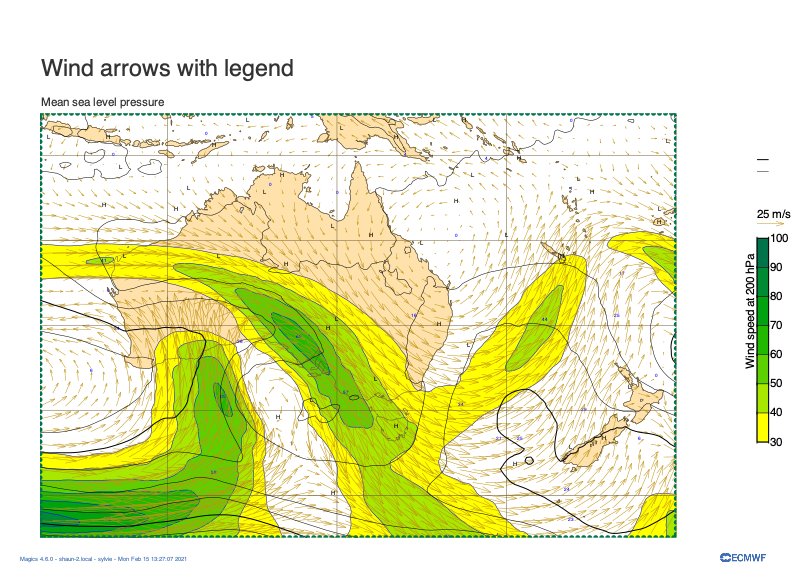 Wind arrows with legend
Mean sea level pressure
25 m/s
100
90
80
70
60
50
40
30
Wind speed at 200 hPa
Magics 4.6.0 - shaun-2.local - sylvie - Mon Feb 15 13:27:07 2021
ECMWF